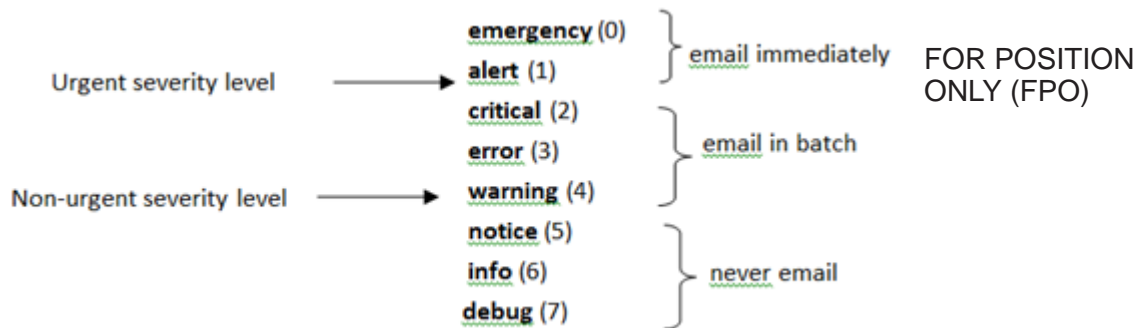 emergency (0)
email immediately
FOR POSITION
ONLY (FPO)
Urgent severity level
alert (1)
critical (2)
error (3)
email in batch
Non-urgent severity level
warning (4)
notice (5)
info (6)
never email
debug (7)